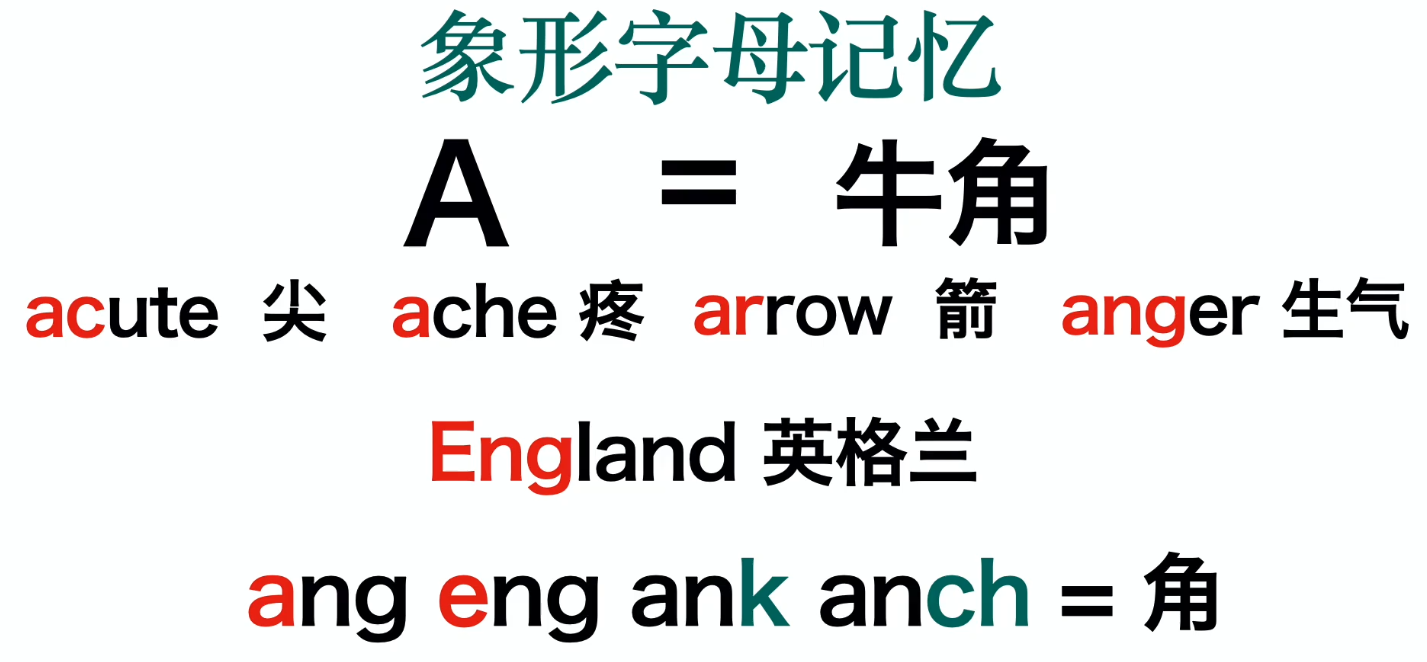 象形字母记忆
A = 牛角
acute 尖 ache 疼 arrow 箭 anger 生气
England 英格兰
ang eng ank anch = 角